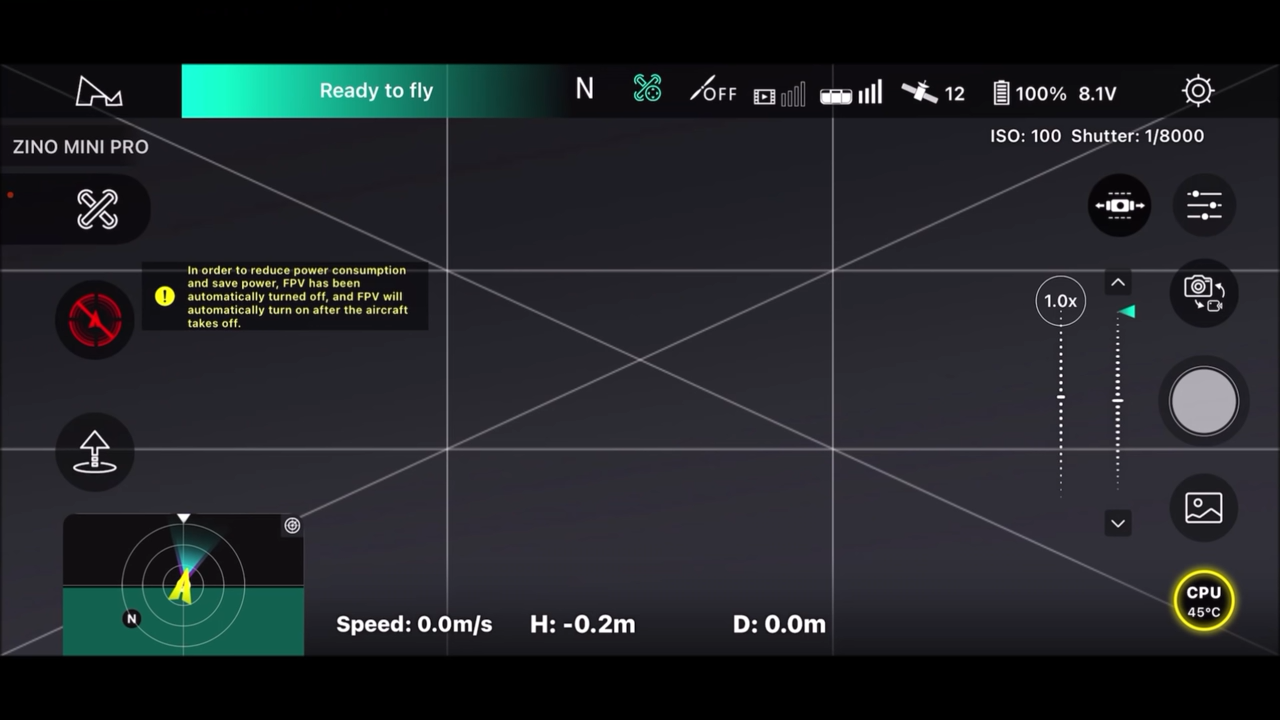 Ready to fly
N
OFF
12
100% 8.1V
ISO: 100 Shutter: 1/8000
ZINO MINI PRO
In order to reduce power consumption
and save power, FPV has been
automatically turned off, and FPV will
automatically turn on after the aircraft
takes off.
1.0x
N
Speed: 0.0m/s H: -0.2m D: 0.0m
CPU
45°C